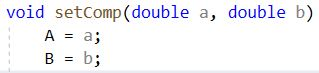 void setComp(double a, double b)
A = a;
B = b;